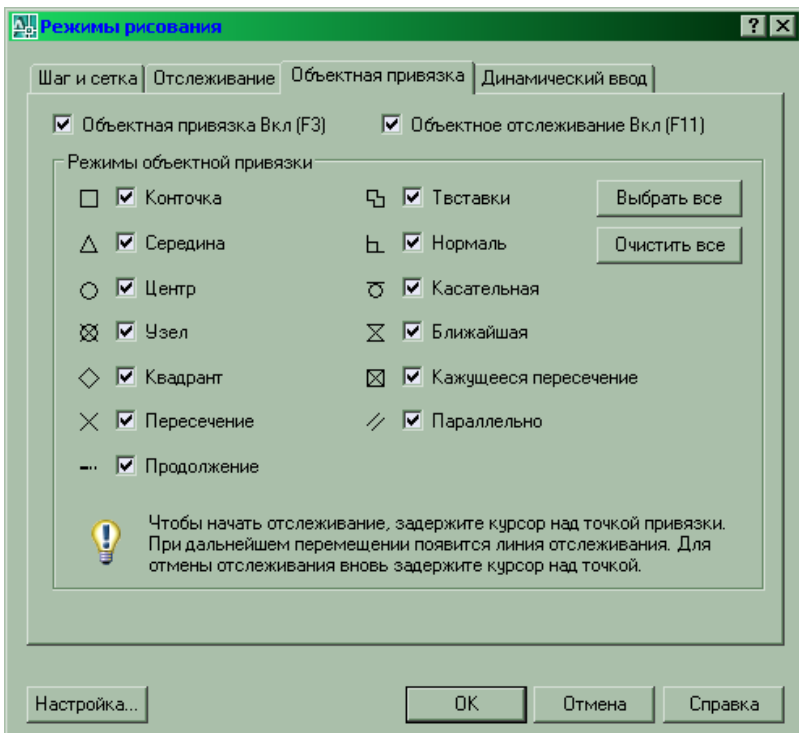 Режимы рисования
Шаг и сетка Отслеживание Объектная привязка Динамический ввод
Объектная привязка Вкл (F3) Объектное отслеживание Вкл (F11)
Режимы объектной привязки
Конточка Твставки Выбрать все
Середина Нормаль Очистить все
Центр Касательная
Узел Ближайшая
Квадрант Кажущееся пересечение
Пересечение Параллельно
Продолжение
Чтобы начать отслеживание, задержите курсор над точкой привязки.
При дальнейшем перемещении появится линия отслеживания. Для
отмены отслеживания вновь задержите курсор над точкой.
Настройка... OK Отмена Справка